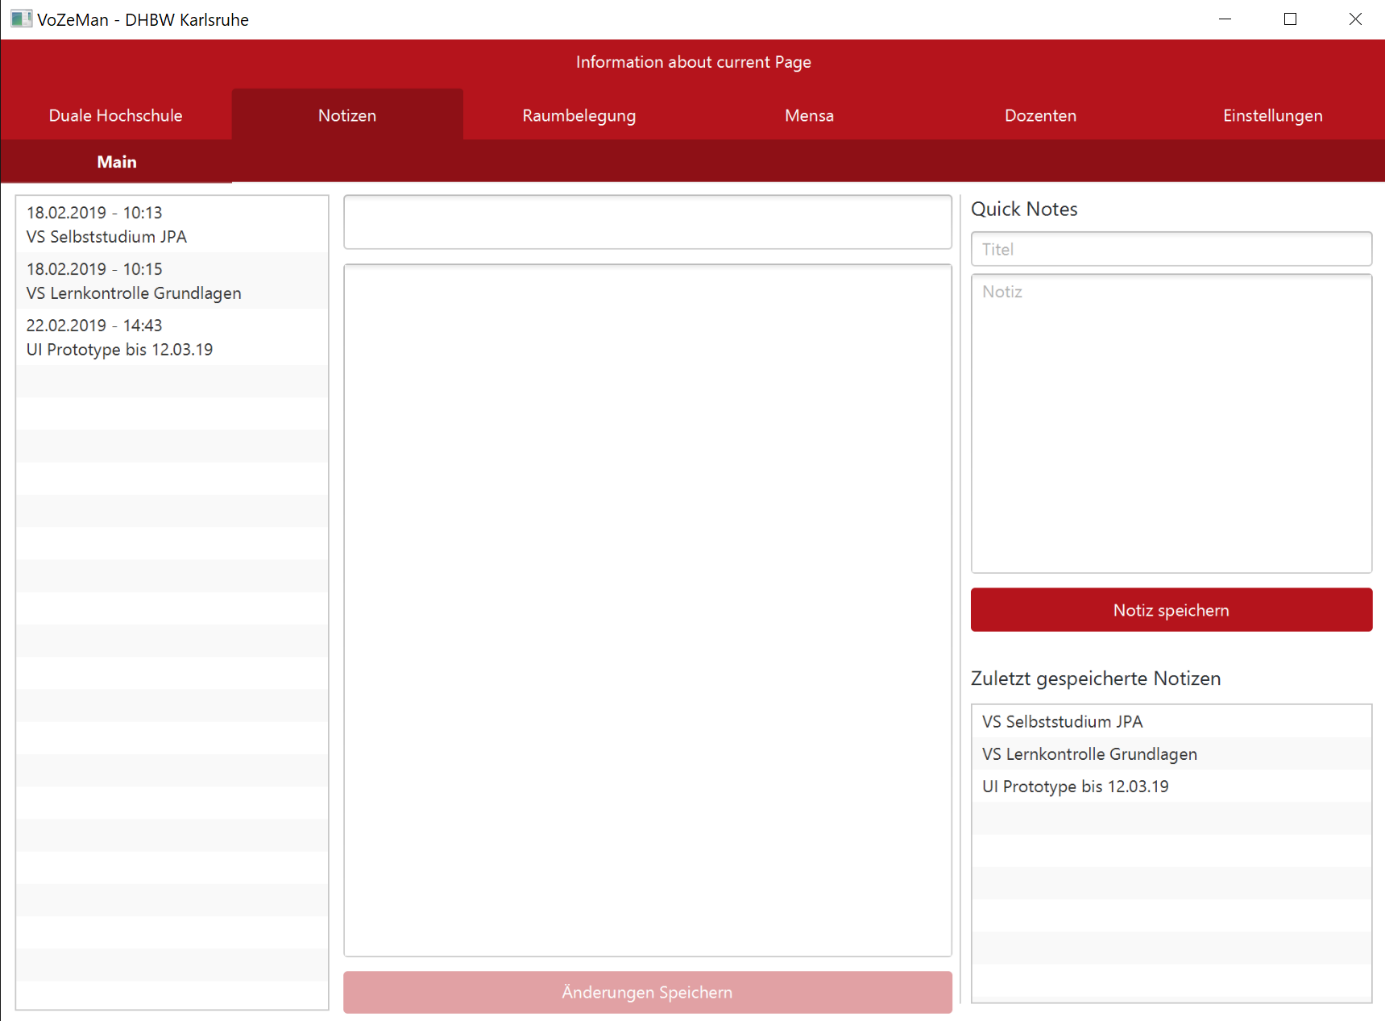 VoZeMan - DHBW Karlsruhe
Information about current Page
Duale Hochschule
Notizen
Raumbelegung
Mensa
Dozenten
Einstellungen
Main
18.02.2019 - 10:13
VS Selbststudium JPA
18.02.2019 - 10:15
VS Lernkontrolle Grundlagen
22.02.2019 - 14:43
UI Prototype bis 12.03.19
Änderungen Speichern
Quick Notes
Titel
Notiz
Notiz speichern
Zuletzt gespeicherte Notizen
VS Selbststudium JPA
VS Lernkontrolle Grundlagen
UI Prototype bis 12.03.19